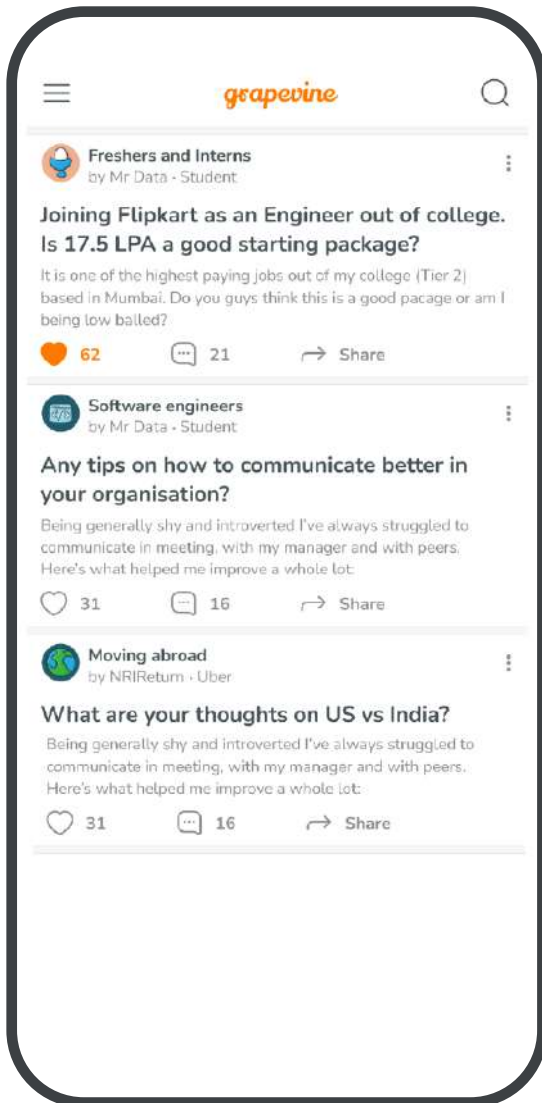 grapevine
Freshers and Interns
by Mr Data - Student
Joining Flipkart as an Engineer out of college.
Is 17.5 LPA a good starting package?
It is one of the highest paying jobs out of my college (Tier 2)
based in Mumbai. Do you guys think this is a good pacage or am I
being low balled?
62 21 Share
Software engineers
by Mr Data - Student
Any tips on how to communicate better in
your organisation?
Being generally shy and introverted I've always struggled to
communicate in meeting, with my manager and with peers.
Here's what helped me improve a whole lot:
31 16 Share
Moving abroad
by NRIReturn · Uber
What are your thoughts on US vs India?
Being generally shy and introverted I've always struggled to
communicate in meeting, with my manager and with peers.
Here's what helped me improve a whole lot:
31 16 Share